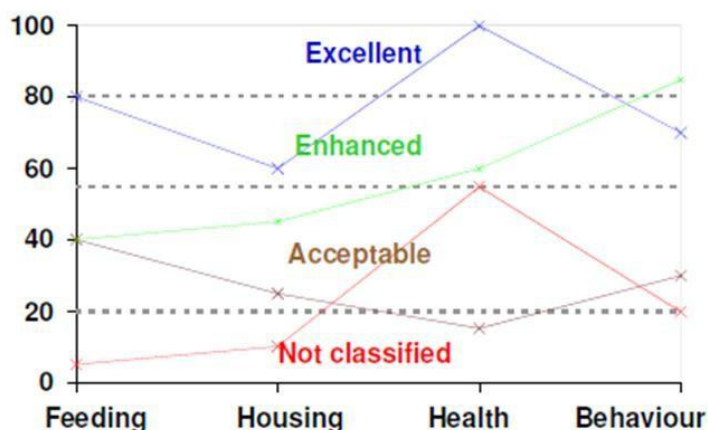 100
Excellent
80
Enhanced
60
40
Acceptable
20
Not classified
0
Feeding Housing Health Behaviour